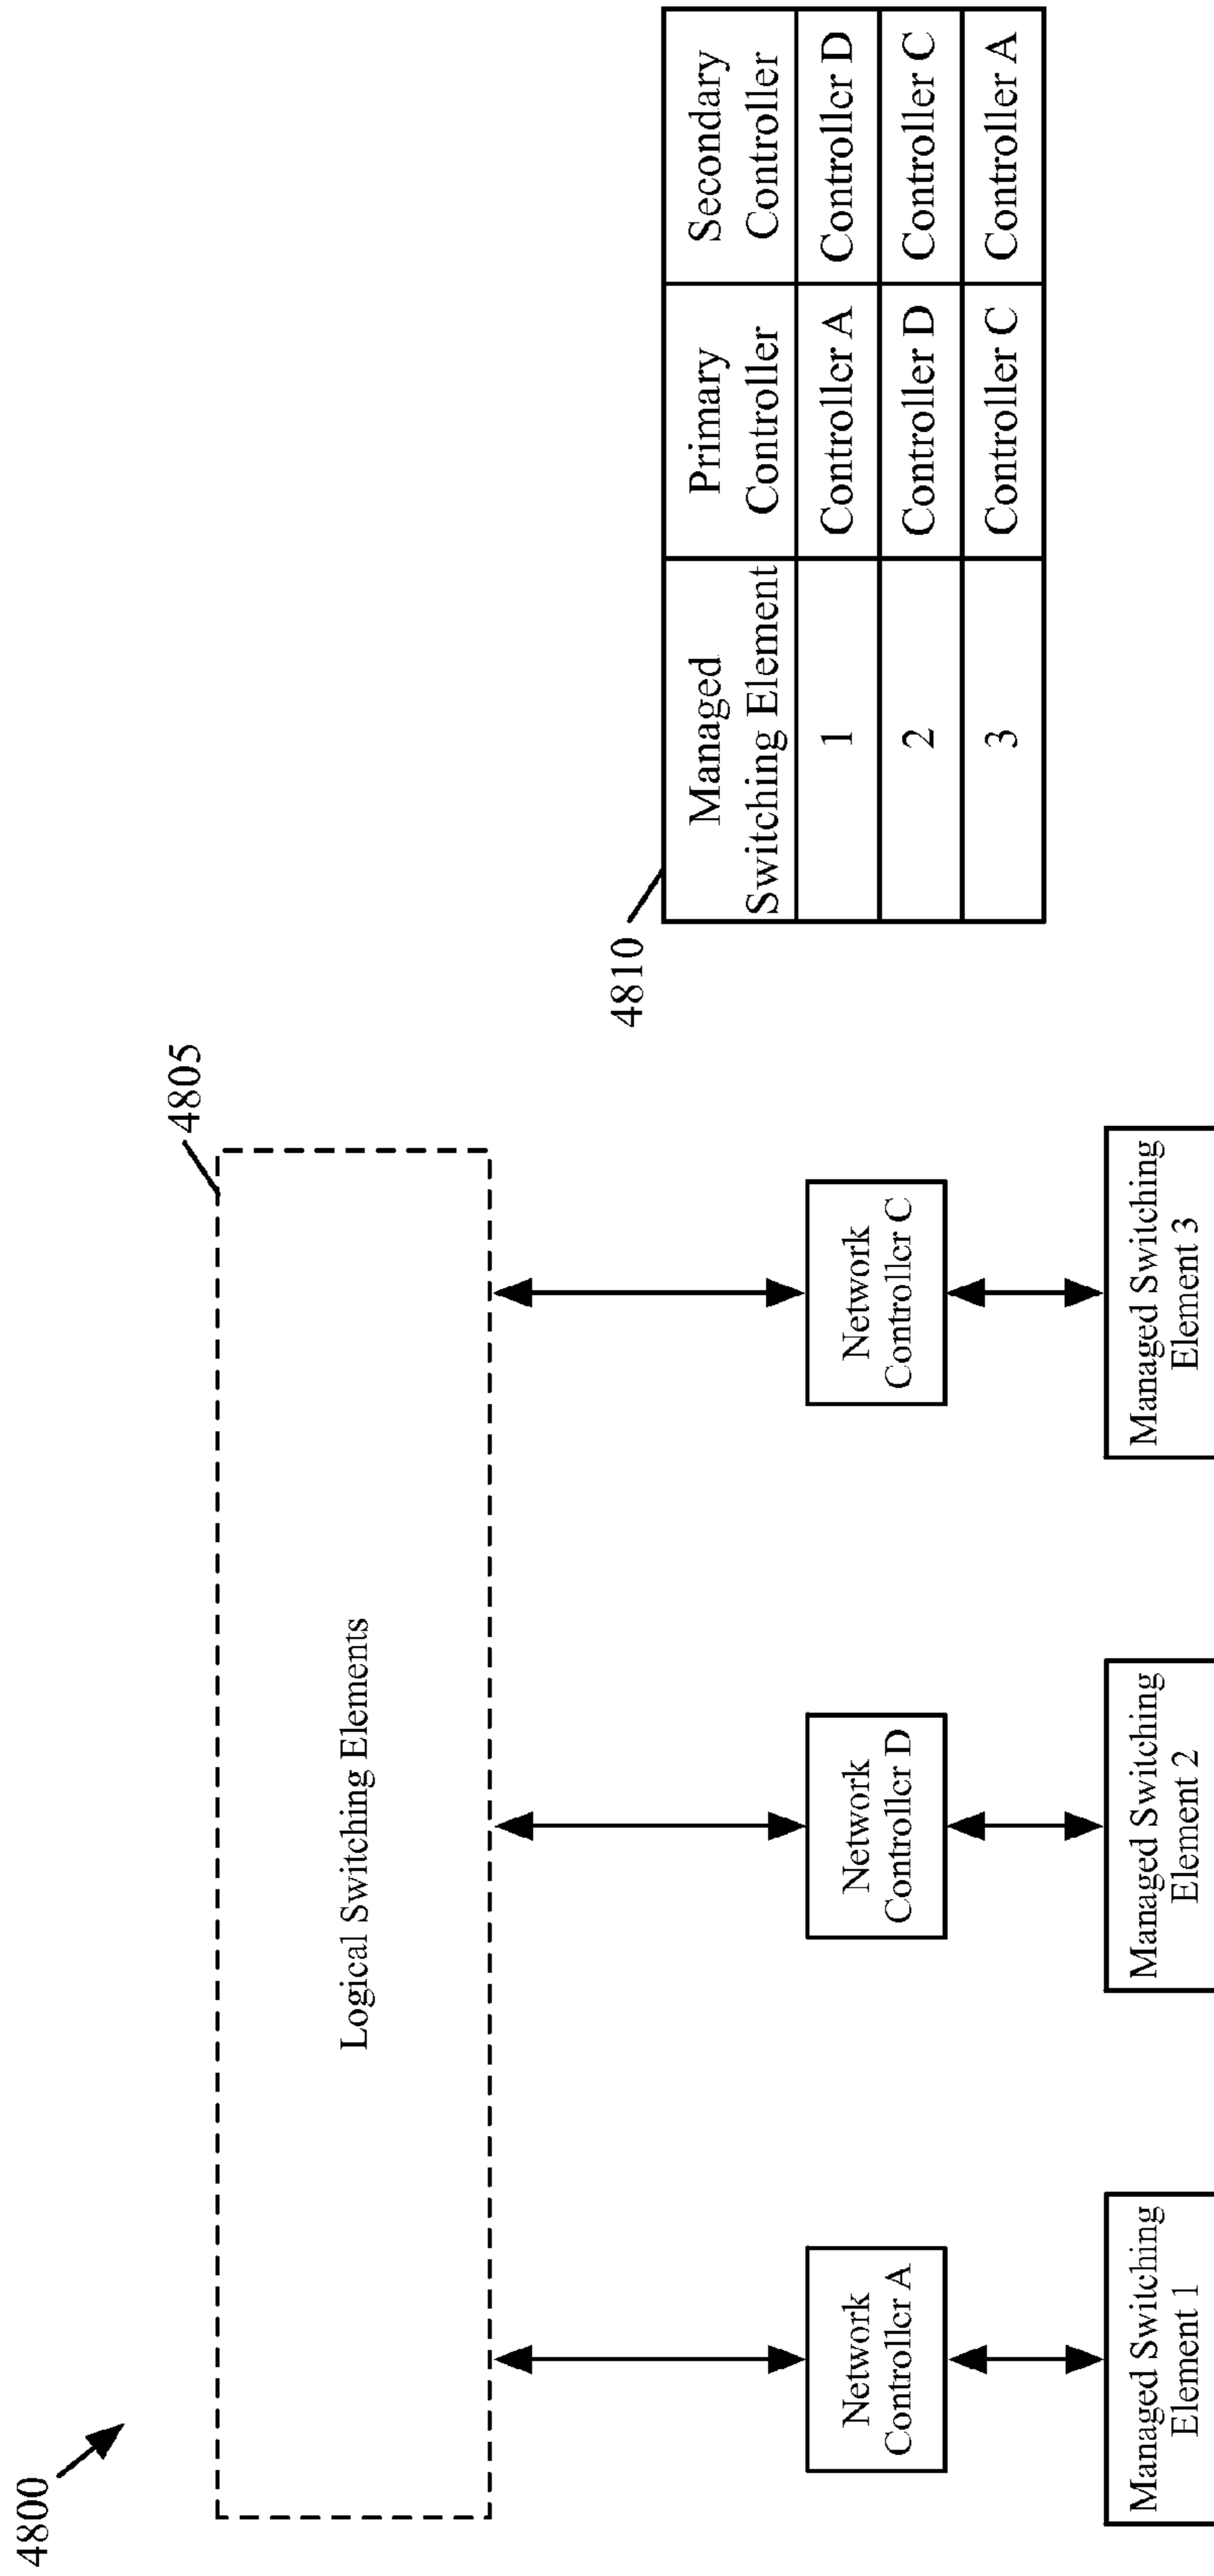 4800
4805
Logical Switching Elements
Network
Controller A
Network
Controller D
Network
Controller C
Managed Switching
Element 1
Managed Switching
Element 2
Managed Switching
Element 3
4810
Managed
Switching Element
Primary
Controller
Secondary
Controller
1
Controller A
Controller D
2
Controller D
Controller C
3
Controller C
Controller A